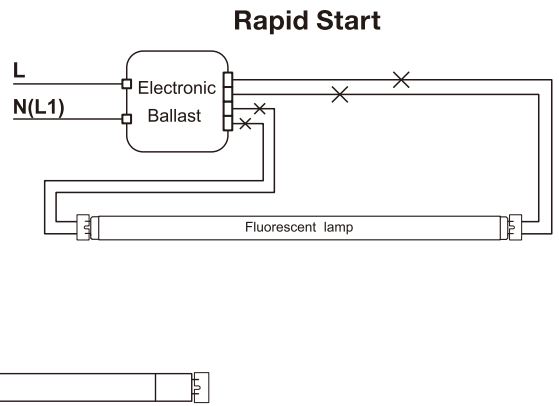 Rapid Start
L
Electronic
N(L1)
Ballast
Fluorescent lamp